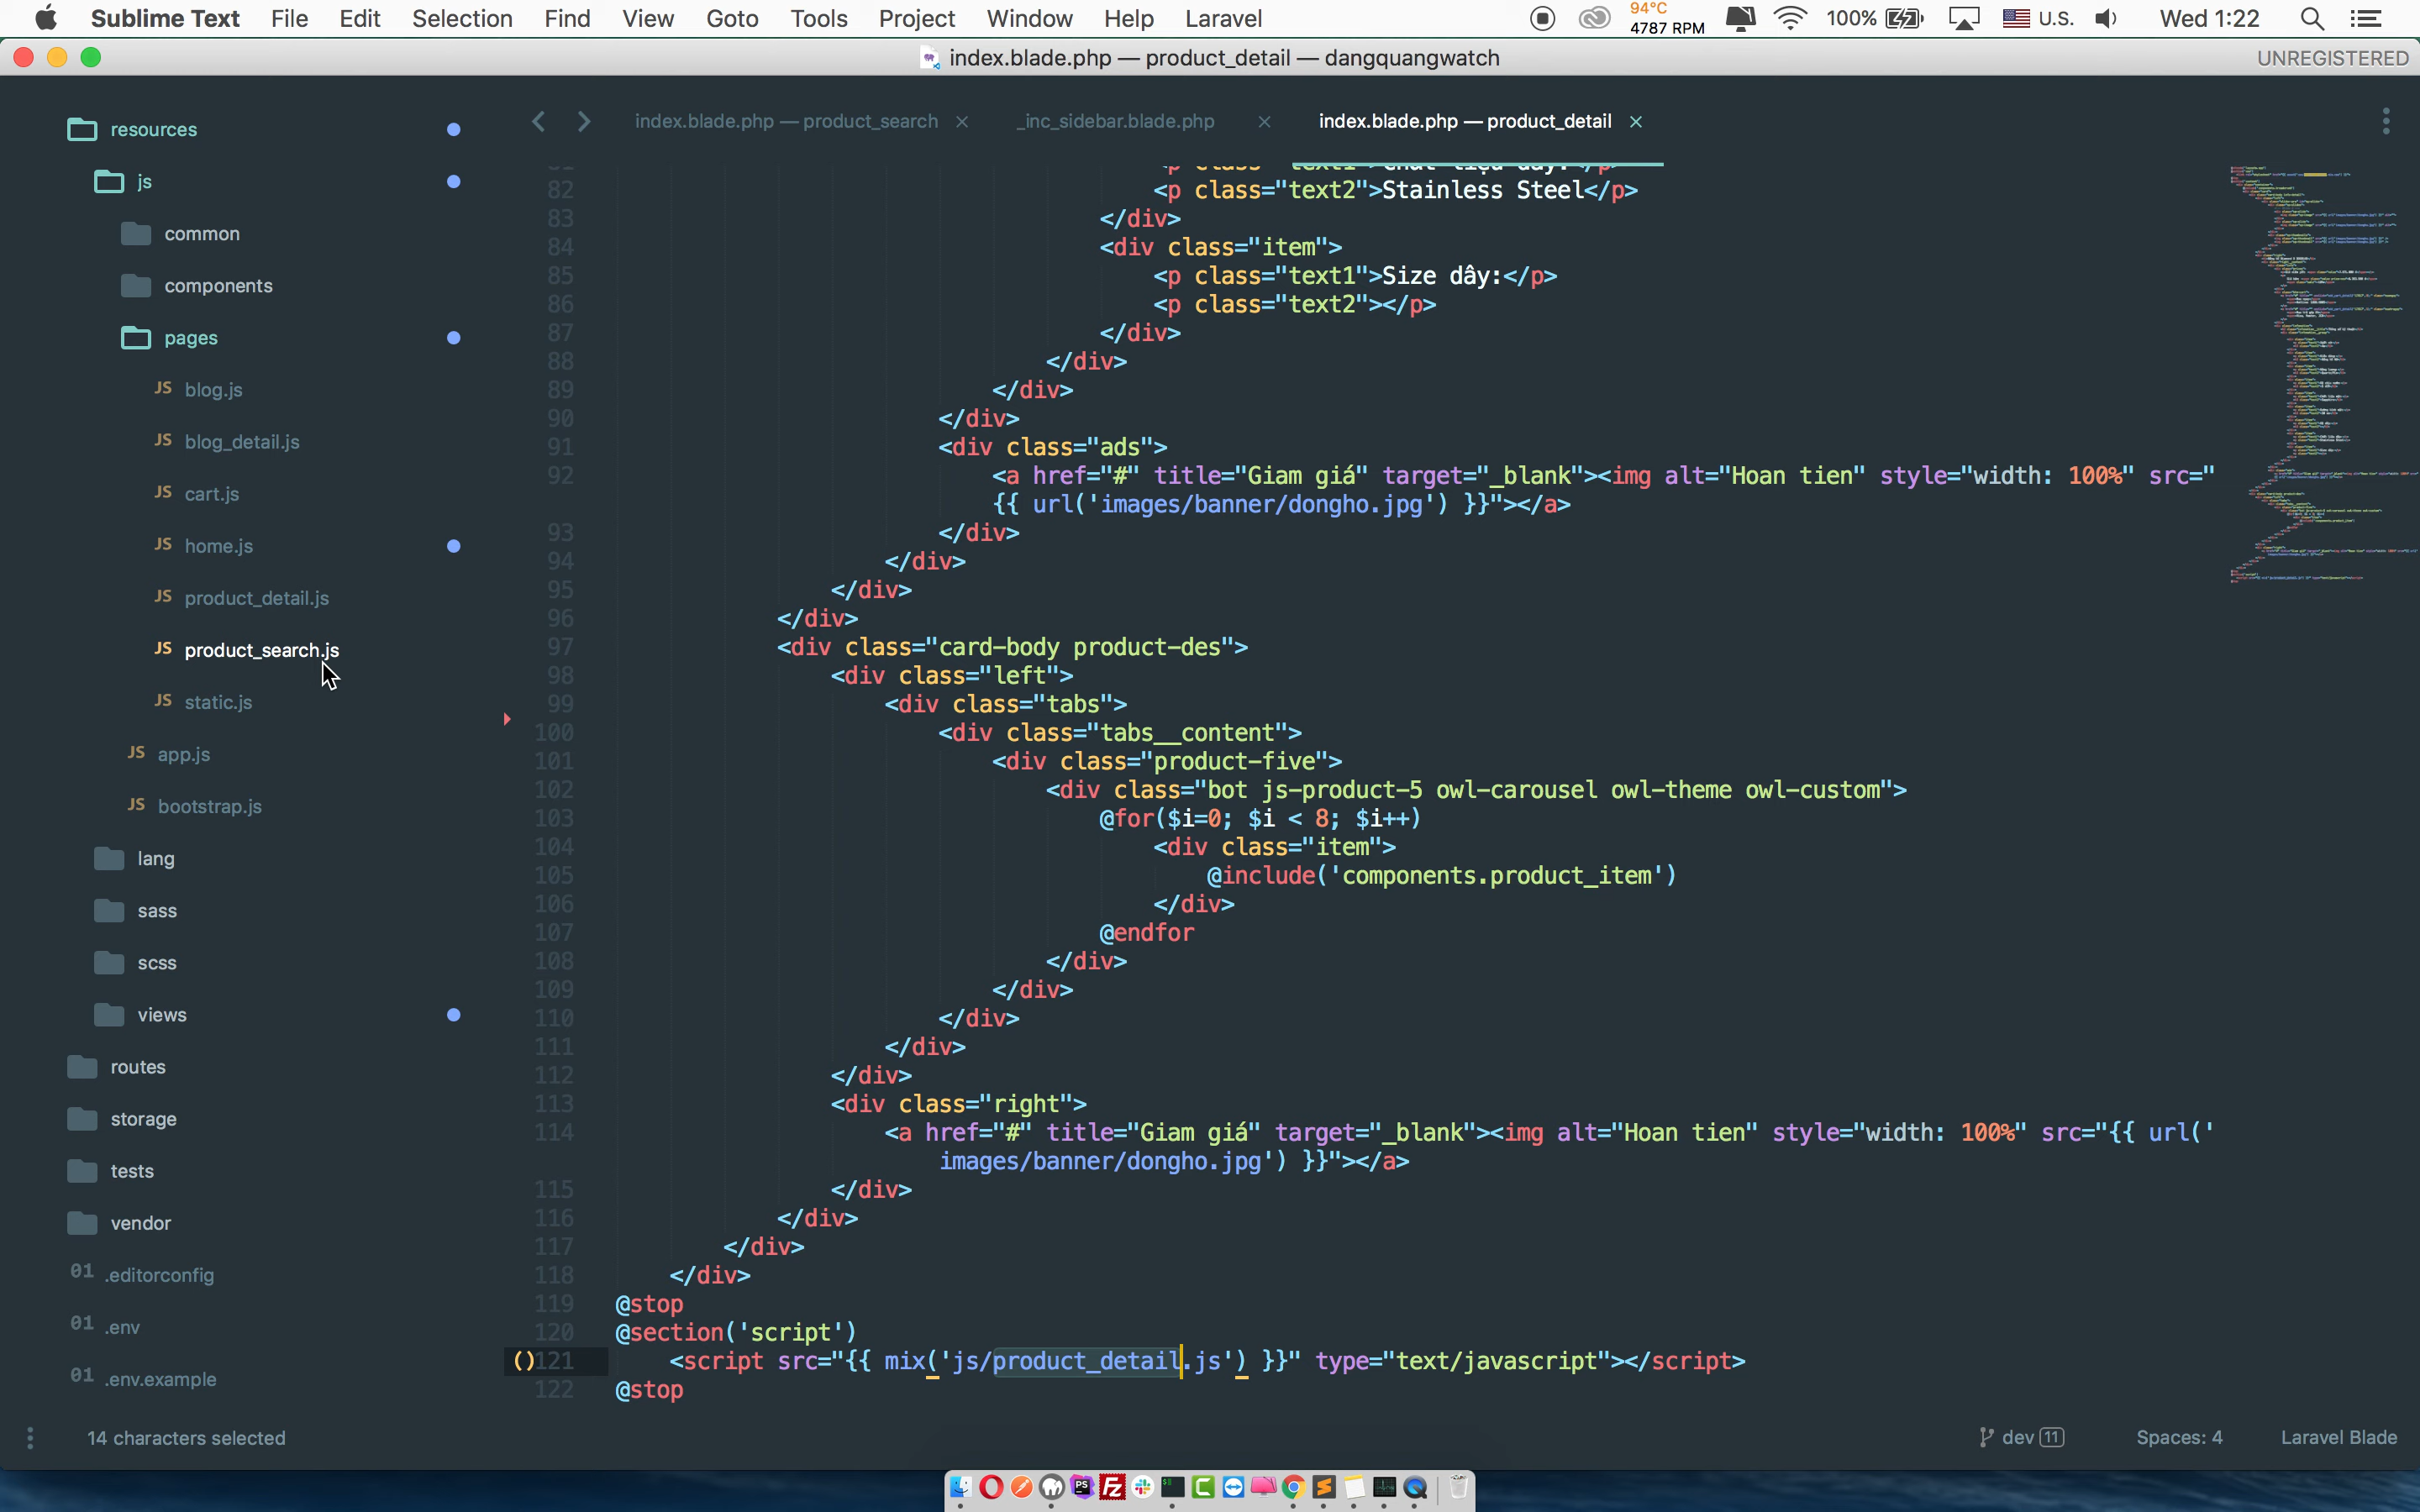 Sublime Text File Edit Selection Find View Goto Tools Project Window Help Laravel 94°C 4787 RPM 100% U.S. Wed 1:22
index.blade.php — product_detail — dangquangwatch UNREGISTERED
index.blade.php — product_search × _inc_sidebar.blade.php × index.blade.php — product_detail ×
resources
js
common
components
pages
JS blog.js
JS blog_detail.js
JS cart.js
JS home.js
JS product_detail.js
JS product_search.js
JS static.js
JS app.js
JS bootstrap.js
lang
sass
scss
views
routes
storage
tests
vendor
01 .editorconfig
01 .env
01 .env.example
82 <p class="text2">Stainless Steel</p>
83 </div>
84 <div class="item">
85 <p class="text1">Size dây:</p>
86 <p class="text2"></p>
87 </div>
88 </div>
89 </div>
90 </div>
91 <div class="ads">
92 <a href="#" title="Giam giá" target="_blank"><img alt="Hoan tien" style="width: 100%" src="
{{ url('images/banner/dongho.jpg') }}"></a>
93 </div>
94 </div>
95 </div>
96 </div>
97 <div class="card-body product-des">
98 <div class="left">
99 <div class="tabs">
100 <div class="tabs__content">
101 <div class="product-five">
102 <div class="bot js-product-5 owl-carousel owl-theme owl-custom">
103 @for($i=0; $i < 8; $i++)
104 <div class="item">
105 @include('components.product_item')
106 </div>
107 @endfor
108 </div>
109 </div>
110 </div>
111 </div>
112 </div>
113 <div class="right">
114 <a href="#" title="Giam giá" target="_blank"><img alt="Hoan tien" style="width: 100%" src="{{ url('
images/banner/dongho.jpg') }}"></a>
115 </div>
116 </div>
117 </div>
118 </div>
119 @stop
120 @section('script')
()121 <script src="{{ mix('js/product_detail.js') }}" type="text/javascript"></script>
122 @stop
14 characters selected dev 11 Spaces: 4 Laravel Blade